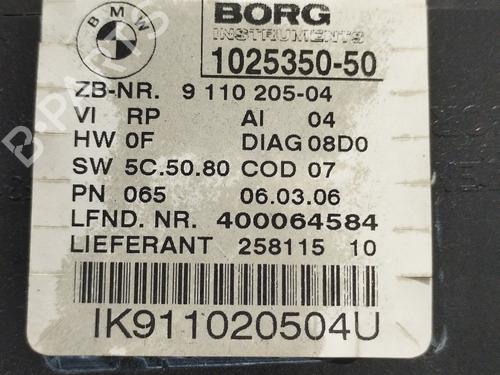 BMW
BORG
INSTRUMENTS
1025350-50
ZB-NR. 9 110 205-04
VI RP AI 04
HW 0F DIAG 08D0
SW 5C.50.80 COD 07
PN 065 06.03.06
LFND. NR. 400064584
LIEFERANT 258115 10
IK911020504U
B-PARTS